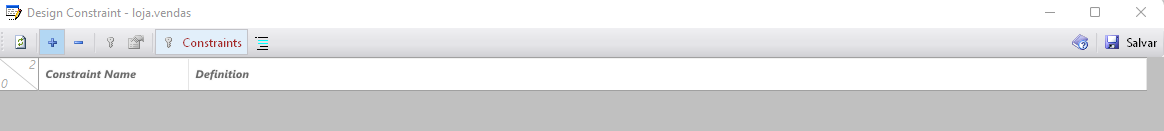 Design Constraint - loja.vendas
Constraints
Salvar
2
0
Constraint Name
Definition